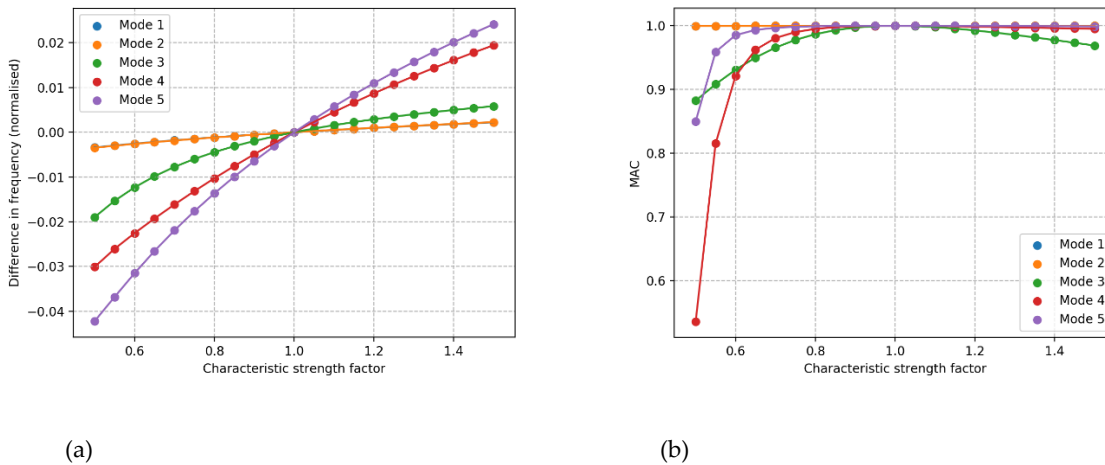 Difference in frequency (normalised)
0.02
0.01
0.00
−0.01
−0.02
−0.03
−0.04
Mode 1
Mode 2
Mode 3
Mode 4
Mode 5
0.6 0.8 1.0 1.2 1.4
Characteristic strength factor
(a)
MAC
1.0
0.9
0.8
0.7
0.6
Mode 1
Mode 2
Mode 3
Mode 4
Mode 5
0.6 0.8 1.0 1.2 1.4
Characteristic strength factor
(b)